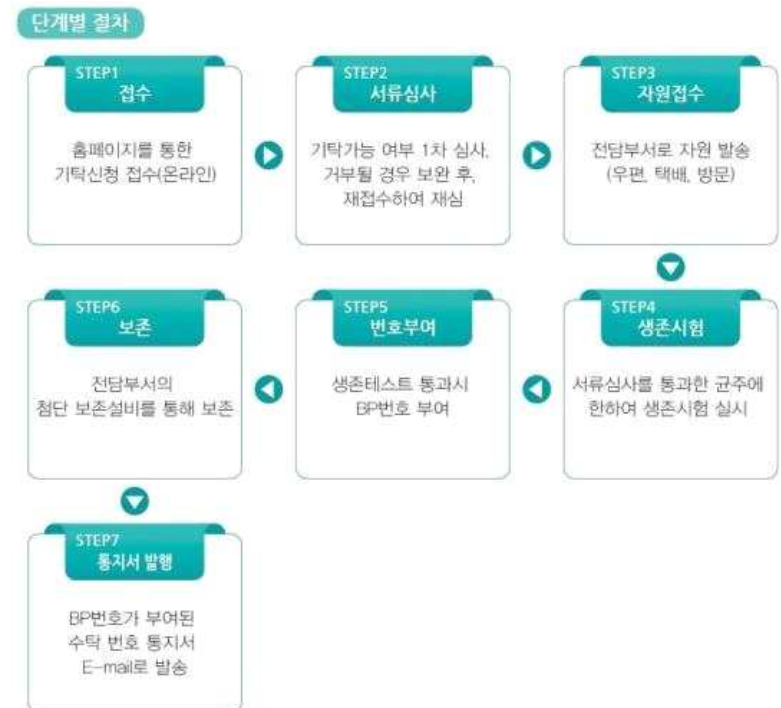 단계별 절차
STEP1
접수
홈페이지를 통한
기탁신청 접수(온라인)
STEP2
서류심사
기탁가능 여부 1차 심사,
거부될 경우 보완 후,
재접수하여 재심
STEP3
자원접수
전담부서로 자원 발송
(우편, 택배, 방문)
STEP4
생존시험
서류심사를 통과한 균주에
한하여 생존시험 실시
STEP5
번호부여
생존테스트 통과시
BP번호 부여
STEP6
보존
전담부서의
첨단 보존설비를 통해 보존
STEP7
통지서 발행
BP번호가 부여된
수탁 번호 통지서
E-mail로 발송